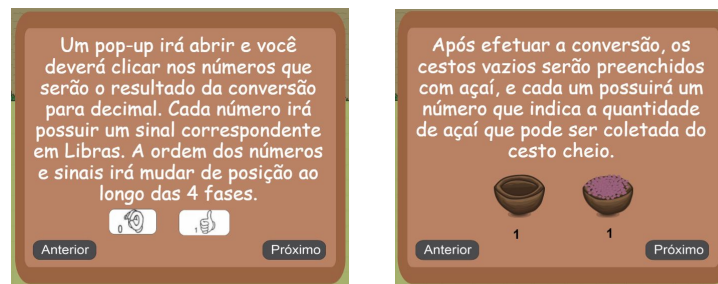 Um pop-up irá abrir e você
deverá clicar nos números que
serão o resultado da conversão
para decimal. Cada número irá
possuir um sinal correspondente
em Libras. A ordem dos números
e sinais irá mudar de posição ao
longo das 4 fases.
0
1
Anterior
Próximo
Após efetuar a conversão, os
cestos vazios serão preenchidos
com açaí, e cada um possuirá um
número que indica a quantidade
de açaí que pode ser coletada do
cesto cheio.
1
1
Anterior
Próximo